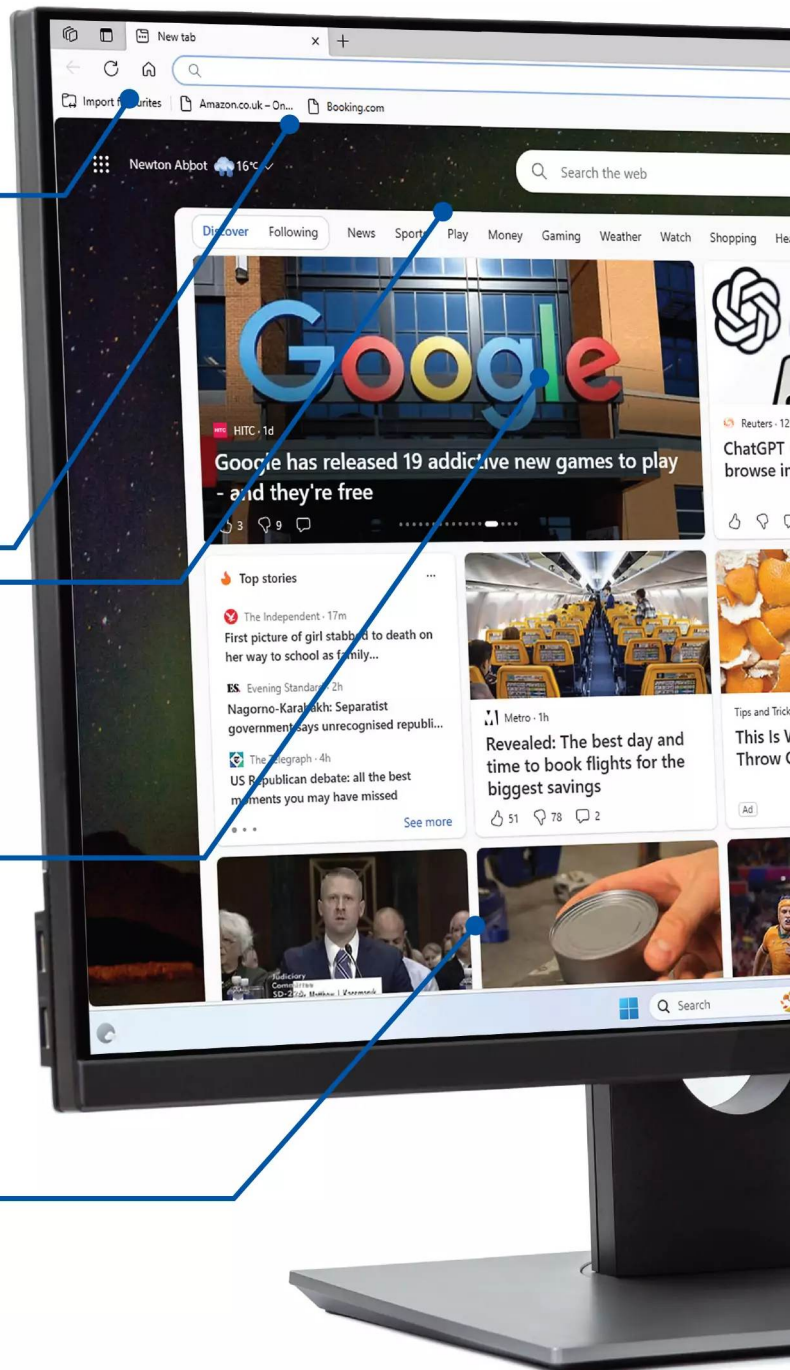 New tab
Import favourites
Amazon.co.uk – On...
Booking.com
Newton Abbot
16°C
Search the web
Discover
Following
News
Sports
Play
Money
Gaming
Weather
Watch
Shopping
Google
HITC
HITC · 1d
Google has released 19 addictive new games to play
- and they're free
3
9
Top stories
...
The Independent · 17m
First picture of girl stabbed to death on
her way to school as family...
ES. Evening Standard · 2h
Nagorno-Karabakh: Separatist
government says unrecognised republi...
The Telegraph · 4h
US Republican debate: all the best
moments you may have missed
See more
M Metro · 1h
Revealed: The best day and
time to book flights for the
biggest savings
51
78
2
Reuters · 12
ChatGPT
browse
Tips and Trick
This Is
Throw
Ad
Judiciary
Committee
Search